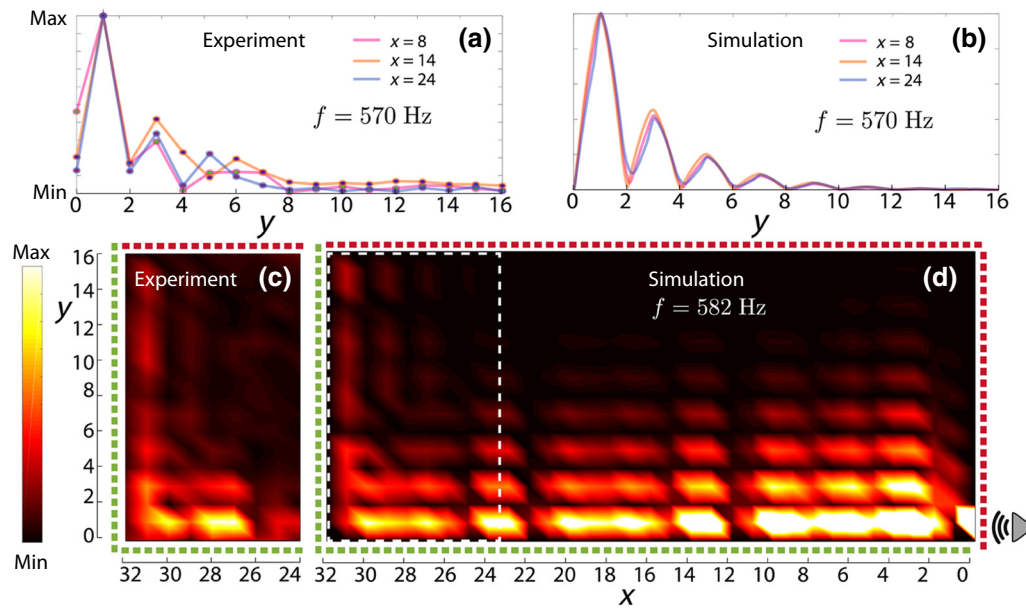 Max
Experiment
(a)
x = 8
x = 14
x = 24
f = 570 Hz
Min
0 2 4 6 8 10 12 14 16
y
Simulation
(b)
x = 8
x = 14
x = 24
f = 570 Hz
0 2 4 6 8 10 12 14 16
y
Max
Min
y
16
14
12
10
8
6
4
2
0
Experiment
(c)
32 30 28 26 24
Simulation
(d)
f = 582 Hz
32 30 28 26 24 22 20 18 16 14 12 10 8 6 4 2 0
x